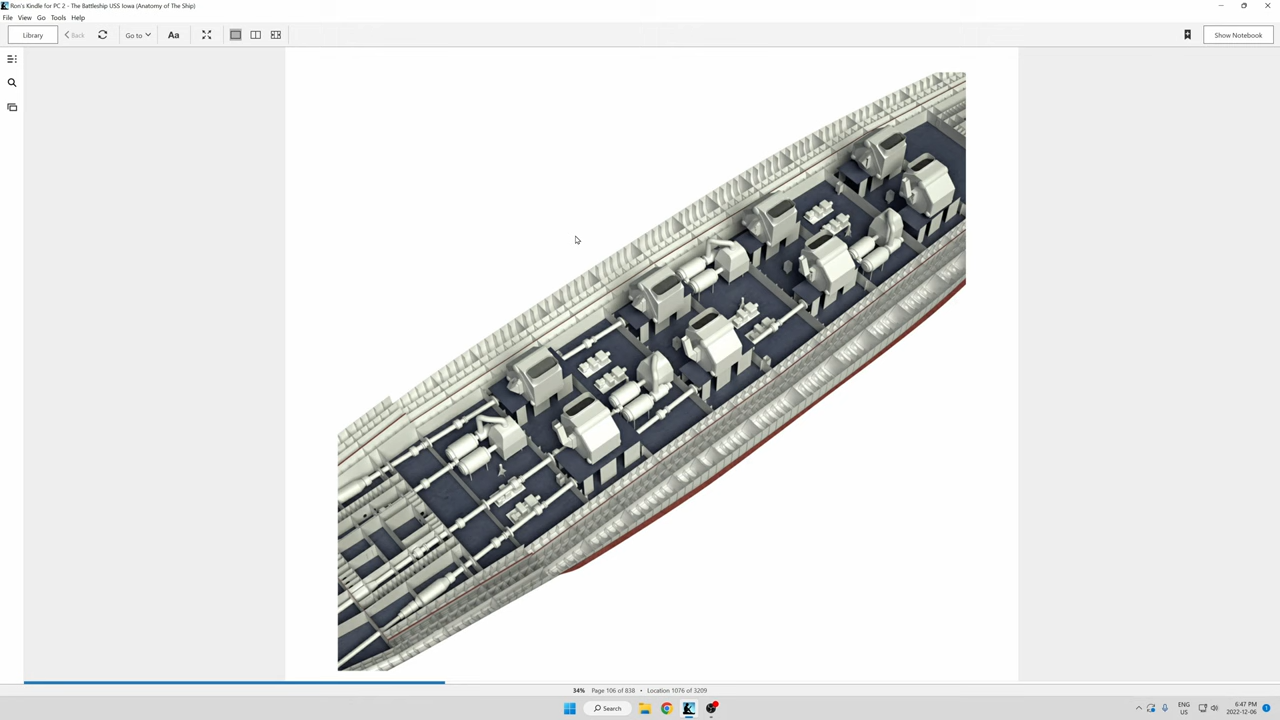 Ron's Kindle for PC 2 - The Battleship USS Iowa (Anatomy of The Ship)
File View Go Tools Help
Library Back Go to Aa Show Notebook
34% Page 106 of 838 • Location 1076 of 3209
Search
ENG
US
6:47 PM
2022-12-06